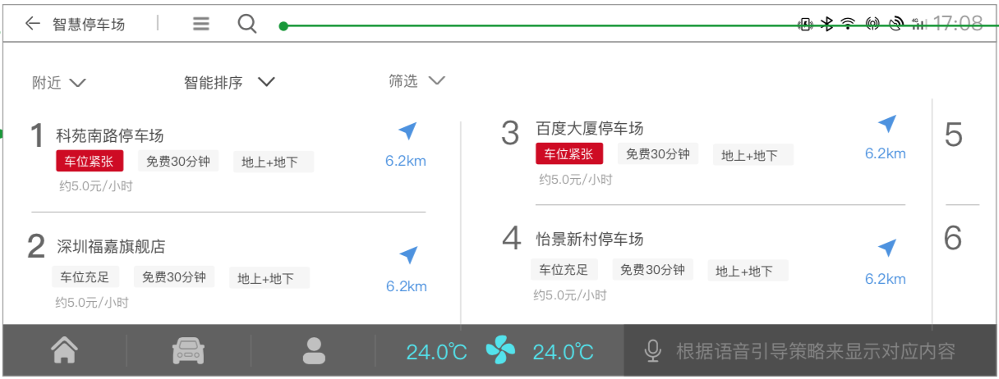 智慧停车场
4G 17:08
附近 智能排序 筛选
1 科苑南路停车场
车位紧张 免费30分钟 地上+地下 6.2km
约5.0元/小时
2 深圳福嘉旗舰店
车位充足 免费30分钟 地上+地下 6.2km
约5.0元/小时
3 百度大厦停车场
车位紧张 免费30分钟 地上+地下 6.2km
约5.0元/小时
4 怡景新村停车场
车位充足 免费30分钟 地上+地下 6.2km
约5.0元/小时
5
6
24.0℃ 24.0℃ 根据语音引导策略来显示对应内容